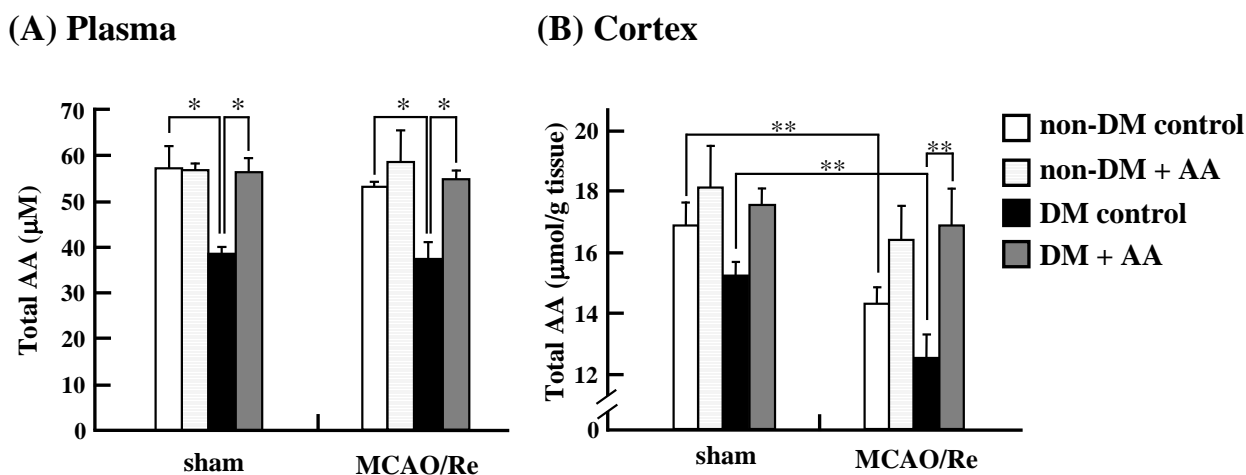 (A) Plasma
(B) Cortex
Total AA (μM)
70
60
50
40
30
20
10
0
* *
* *
sham
MCAO/Re
Total AA (μmol/g tissue)
20
18
16
14
12
0
**
**
**
sham
MCAO/Re
non-DM control
non-DM + AA
DM control
DM + AA